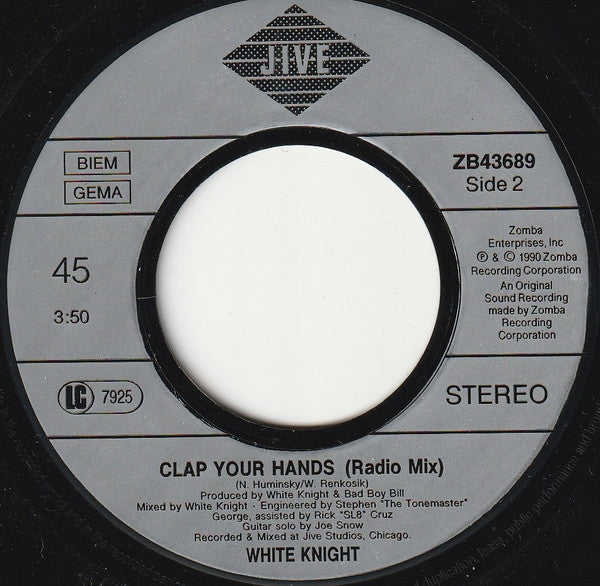 JIVE
BIEM
GEMA
45
3:50
LC 7925
ZB43689
Side 2
Zomba
Enterprises, Inc
℗ & © 1990 Zomba
Recording Corporation
An Original
Sound Recording
made by Zomba
Recording
Corporation
STEREO
CLAP YOUR HANDS (Radio Mix)
(N. Huminsky/W. Renkosik)
Produced by White Knight & Bad Boy Bill
Mixed by White Knight - Engineered by Stephen "The Tonemaster"
George, assisted by Rick "SL8" Cruz
Guitar solo by Joe Snow
Recorded & Mixed at Jive Studios, Chicago.
WHITE KNIGHT
performance and